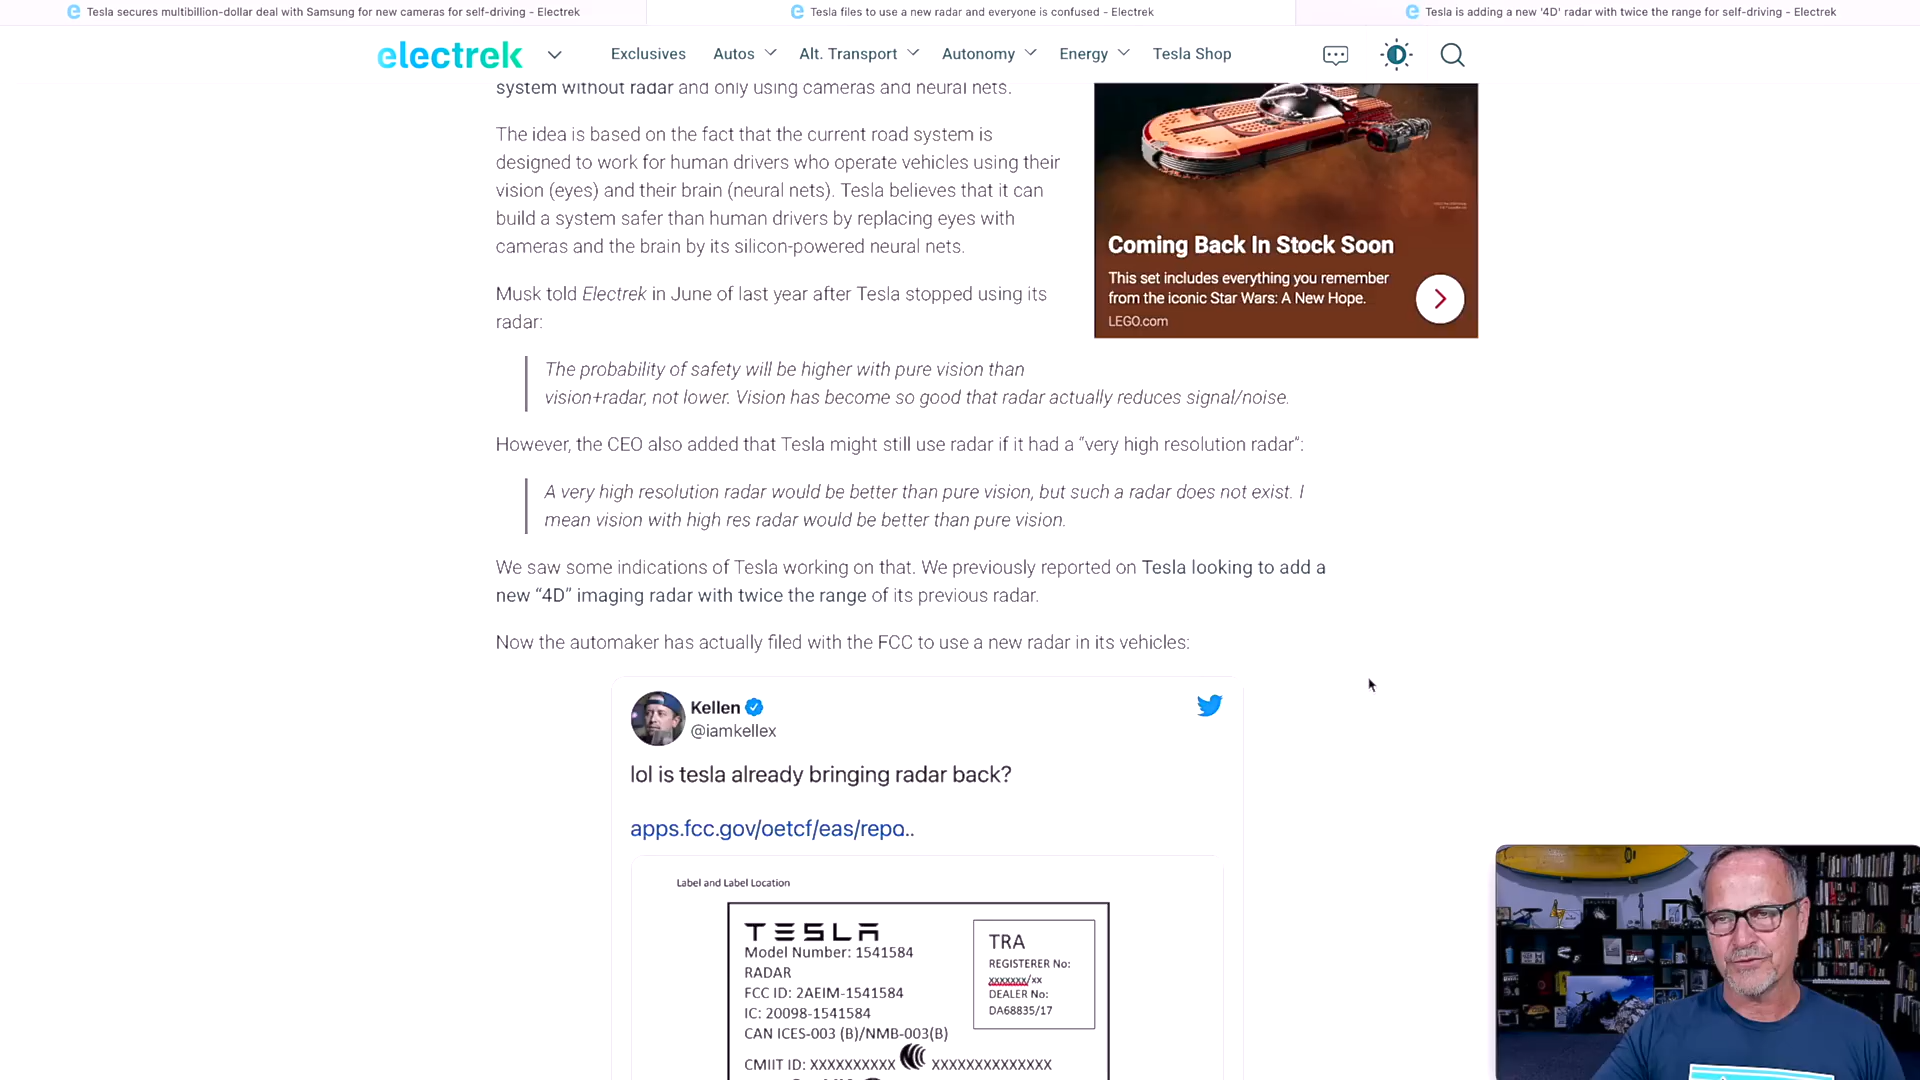 Tesla secures multibillion-dollar deal with Samsung for new cameras for self-driving - Electrek
Tesla files to use a new radar and everyone is confused - Electrek
Tesla is adding a new '4D' radar with twice the range for self-driving - Electrek
electrek
Exclusives
Autos
Alt. Transport
Autonomy
Energy
Tesla Shop
system without radar and only using cameras and neural nets.
The idea is based on the fact that the current road system is
designed to work for human drivers who operate vehicles using their
vision (eyes) and their brain (neural nets). Tesla believes that it can
build a system safer than human drivers by replacing eyes with
cameras and the brain by its silicon-powered neural nets.
Musk told Electrek in June of last year after Tesla stopped using its
radar:
Coming Back In Stock Soon
This set includes everything you remember
from the iconic Star Wars: A New Hope.
LEGO.com
The probability of safety will be higher with pure vision than
vision+radar, not lower. Vision has become so good that radar actually reduces signal/noise.
However, the CEO also added that Tesla might still use radar if it had a “very high resolution radar”:
A very high resolution radar would be better than pure vision, but such a radar does not exist. I
mean vision with high res radar would be better than pure vision.
We saw some indications of Tesla working on that. We previously reported on Tesla looking to add a
new “4D” imaging radar with twice the range of its previous radar.
Now the automaker has actually filed with the FCC to use a new radar in its vehicles:
Kellen
@iamkellex
lol is tesla already bringing radar back?
apps.fcc.gov/oetcf/eas/repo..
Label and Label Location
TESLA
Model Number: 1541584
RADAR
FCC ID: 2AEIM-1541584
IC: 20098-1541584
CAN ICES-003 (B)/NMB-003(B)
CMIIT ID: XXXXXXXXXX XXXXXXXXXXXXXX
TRA
REGISTERER No:
xxxxxxx/xx
DEALER No:
DA68835/17